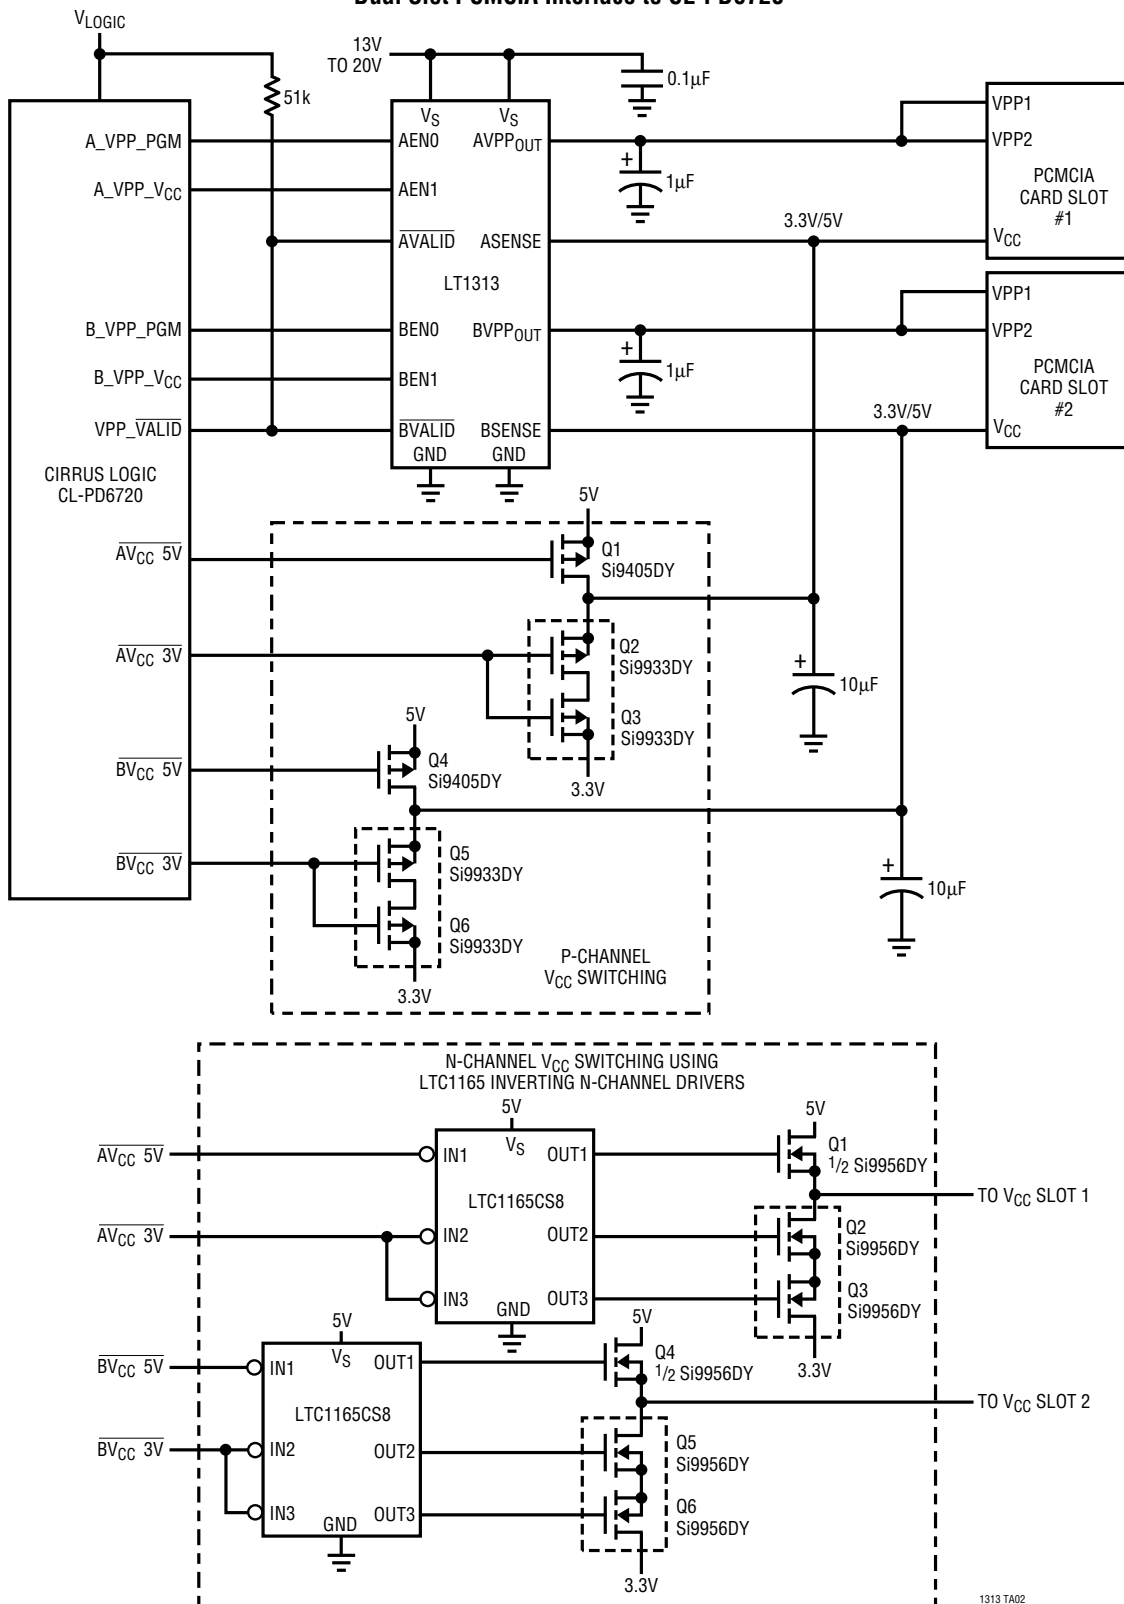 Dual Slot PCMCIA Interface to CL-PD6720
VLOGIC
13V
TO 20V
0.1µF
51k
VS
VS
A_VPP_PGM
AEN0
AVPPOUT
VPP1
VPP2
1µF
A_VPP_VCC
AEN1
PCMCIA
CARD SLOT
#1
3.3V/5V
AVALID
ASENSE
VCC
LT1313
VPP1
B_VPP_PGM
BEN0
BVPPOUT
VPP2
1µF
B_VPP_VCC
BEN1
PCMCIA
CARD SLOT
#2
3.3V/5V
VPP_VALID
BVALID
BSENSE
VCC
GND
GND
CIRRUS LOGIC
CL-PD6720
5V
AVCC 5V
Q1
Si9405DY
AVCC 3V
Q2
Si9933DY
10µF
Q3
Si9933DY
5V
BVCC 5V
Q4
Si9405DY
3.3V
BVCC 3V
Q5
Si9933DY
10µF
Q6
Si9933DY
P-CHANNEL
VCC SWITCHING
3.3V
N-CHANNEL VCC SWITCHING USING
LTC1165 INVERTING N-CHANNEL DRIVERS
5V
5V
AVCC 5V
IN1
VS
OUT1
Q1
1/2 Si9956DY
LTC1165CS8
TO VCC SLOT 1
AVCC 3V
IN2
OUT2
Q2
Si9956DY
IN3
OUT3
GND
Q3
Si9956DY
5V
5V
3.3V
BVCC 5V
IN1
VS
OUT1
Q4
1/2 Si9956DY
LTC1165CS8
TO VCC SLOT 2
BVCC 3V
IN2
OUT2
Q5
Si9956DY
IN3
OUT3
GND
Q6
Si9956DY
3.3V
1313 TA02